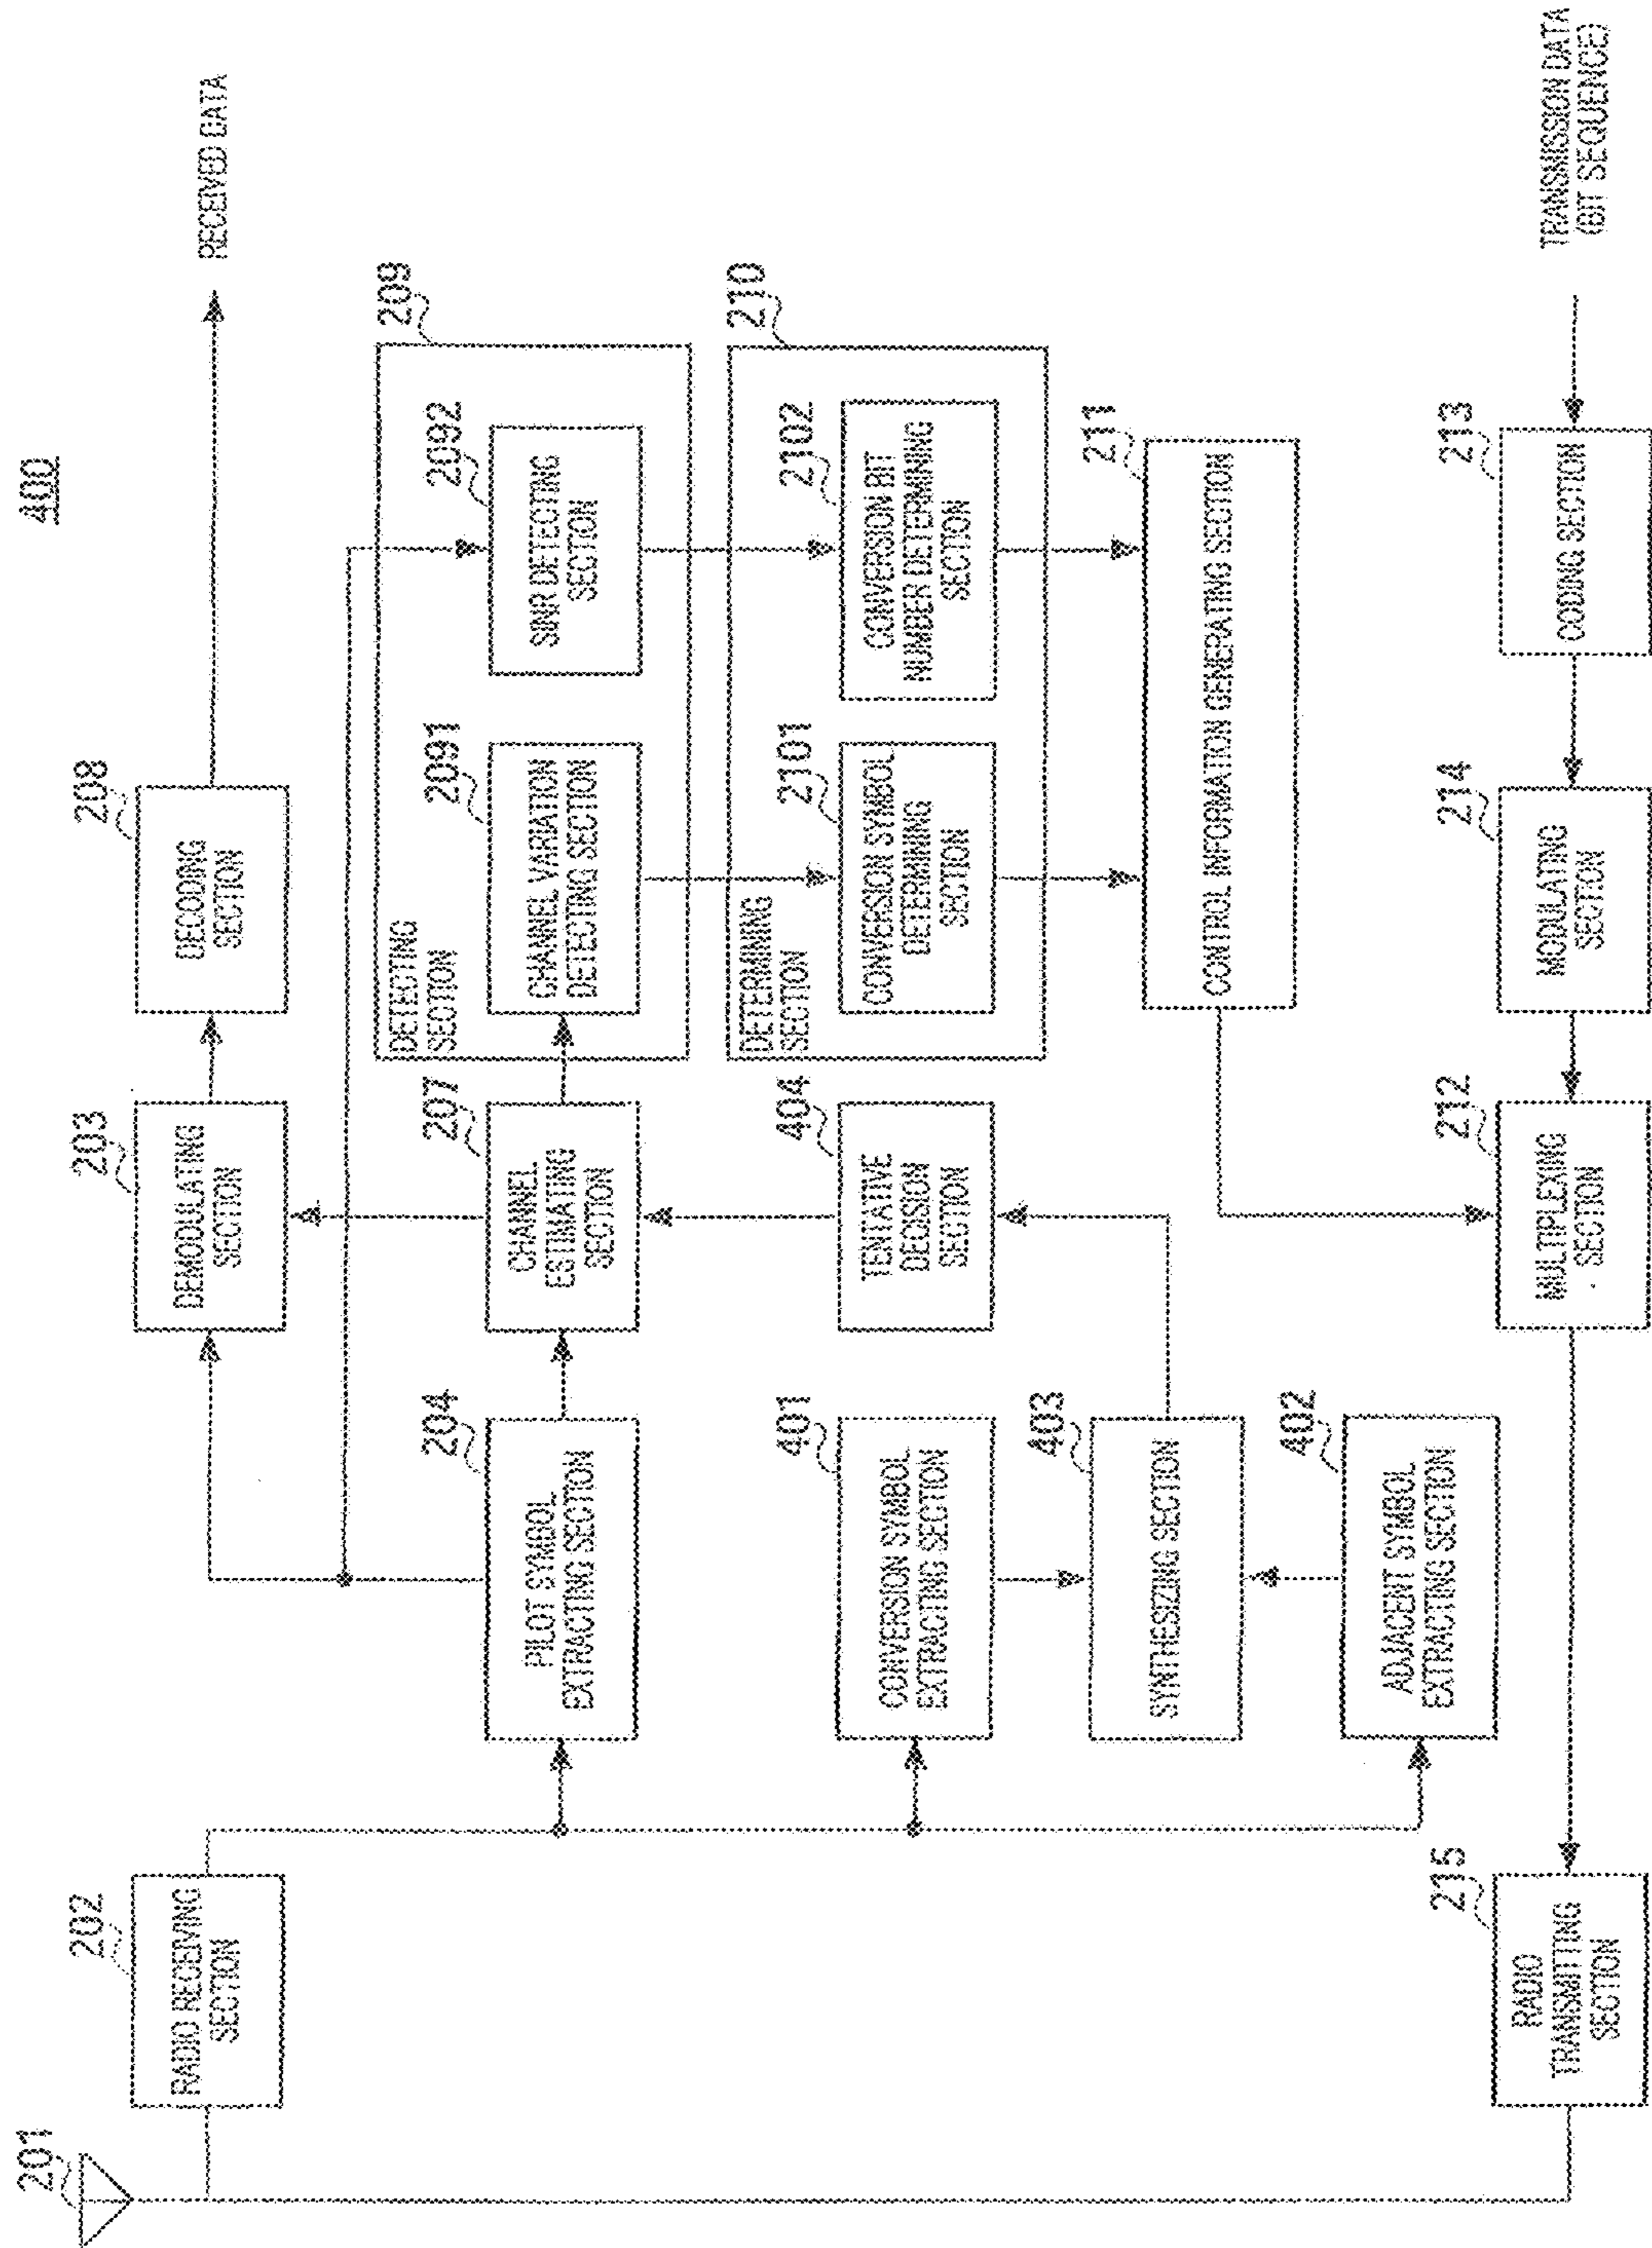 400
201
202
RADIO RECEIVING
SECTION
203
DEMODULATING
SECTION
208
DECODING
SECTION
RECEIVED DATA
204
PILOT SYMBOL
EXTRACTING SECTION
207
CHANNEL
ESTIMATING
SECTION
209
DETECTING
SECTION
2091
CHANNEL VARIATION
DETECTING SECTION
2092
SINR DETECTING
SECTION
401
CONVERSION SYMBOL
EXTRACTING SECTION
404
TENTATIVE
DECISION
SECTION
210
DETERMINING
SECTION
2101
CONVERSION SYMBOL
DETERMINING
SECTION
2102
CONVERSION BIT
NUMBER DETERMINING
SECTION
403
SYNTHESIZING SECTION
211
CONTROL INFORMATION GENERATING SECTION
402
ADJACENT SYMBOL
EXTRACTING SECTION
215
RADIO
TRANSMITTING
SECTION
212
MULTIPLEXING
SECTION
214
MODULATING
SECTION
213
CODING SECTION
TRANSMISSION DATA
(BIT SEQUENCE)